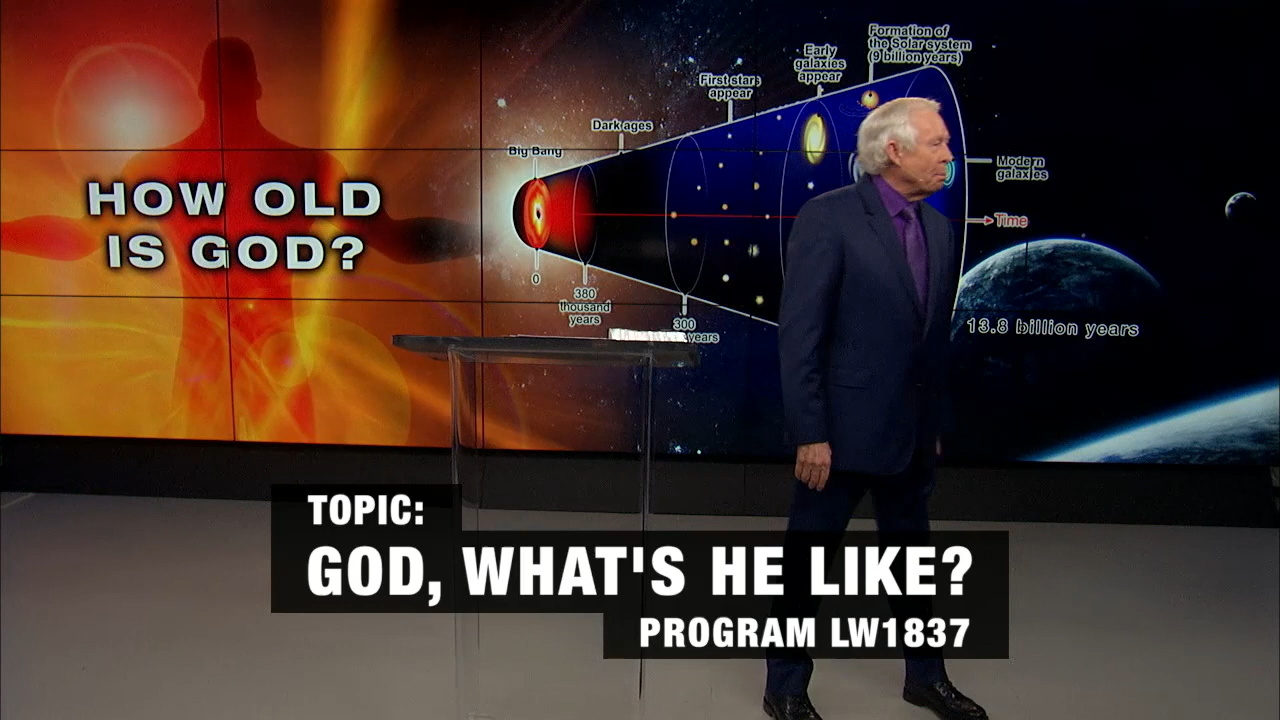 HOW OLD
IS GOD?
Big Bang
Dark ages
First stars
appear
Early
galaxies
appear
Formation of
the Solar system
(9 billion years)
Modern
galaxies
Time
0
380
thousand
years
300
years
13.8 billion years
TOPIC:
GOD, WHAT'S HE LIKE?
PROGRAM LW1837